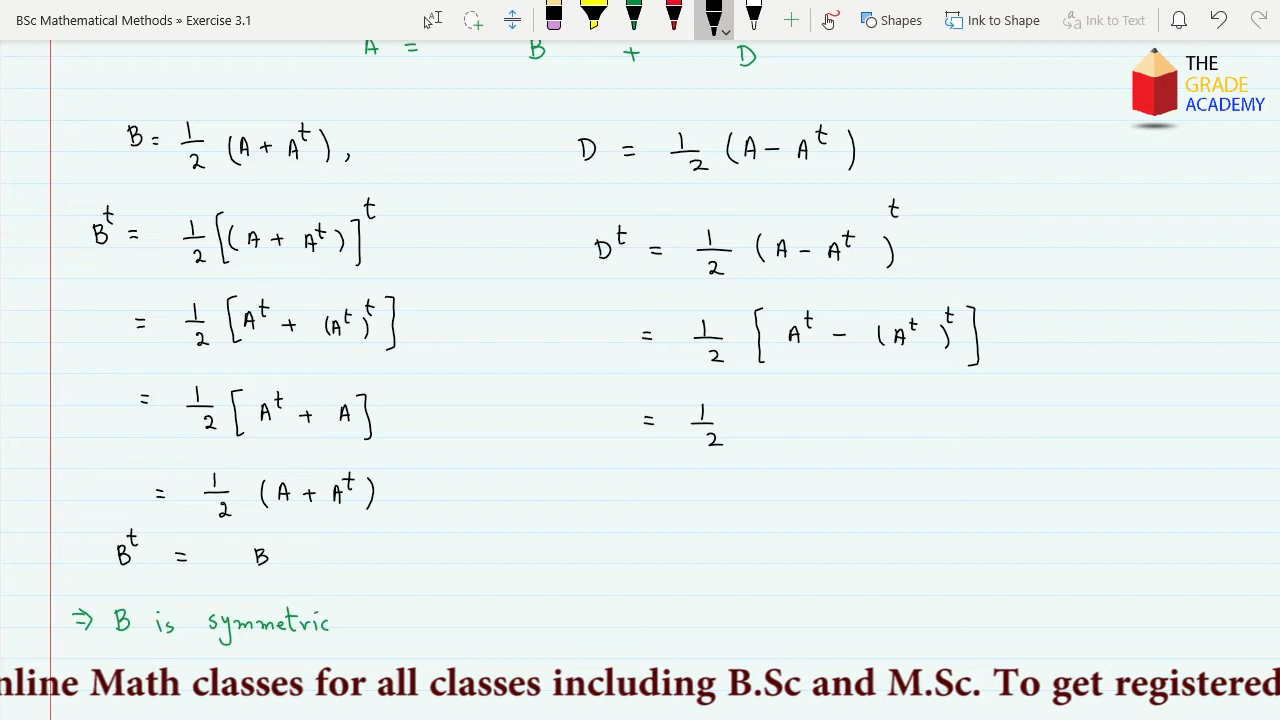 BSc Mathematical Methods » Exercise 3.1
Shapes
Ink to Shape
Ink to Text
THE
GRADE
ACADEMY
A = B + D
B = 1/2 (A + A^t),
B^t = 1/2 [(A + A^t)]^t
= 1/2 [A^t + (A^t)^t]
= 1/2 [A^t + A]
= 1/2 (A + A^t)
B^t = B
⇒ B is symmetric
D = 1/2 (A − A^t)
D^t = 1/2 (A − A^t)^t
= 1/2 [A^t − (A^t)^t]
= 1/2
nline Math classes for all classes including B.Sc and M.Sc. To get registered